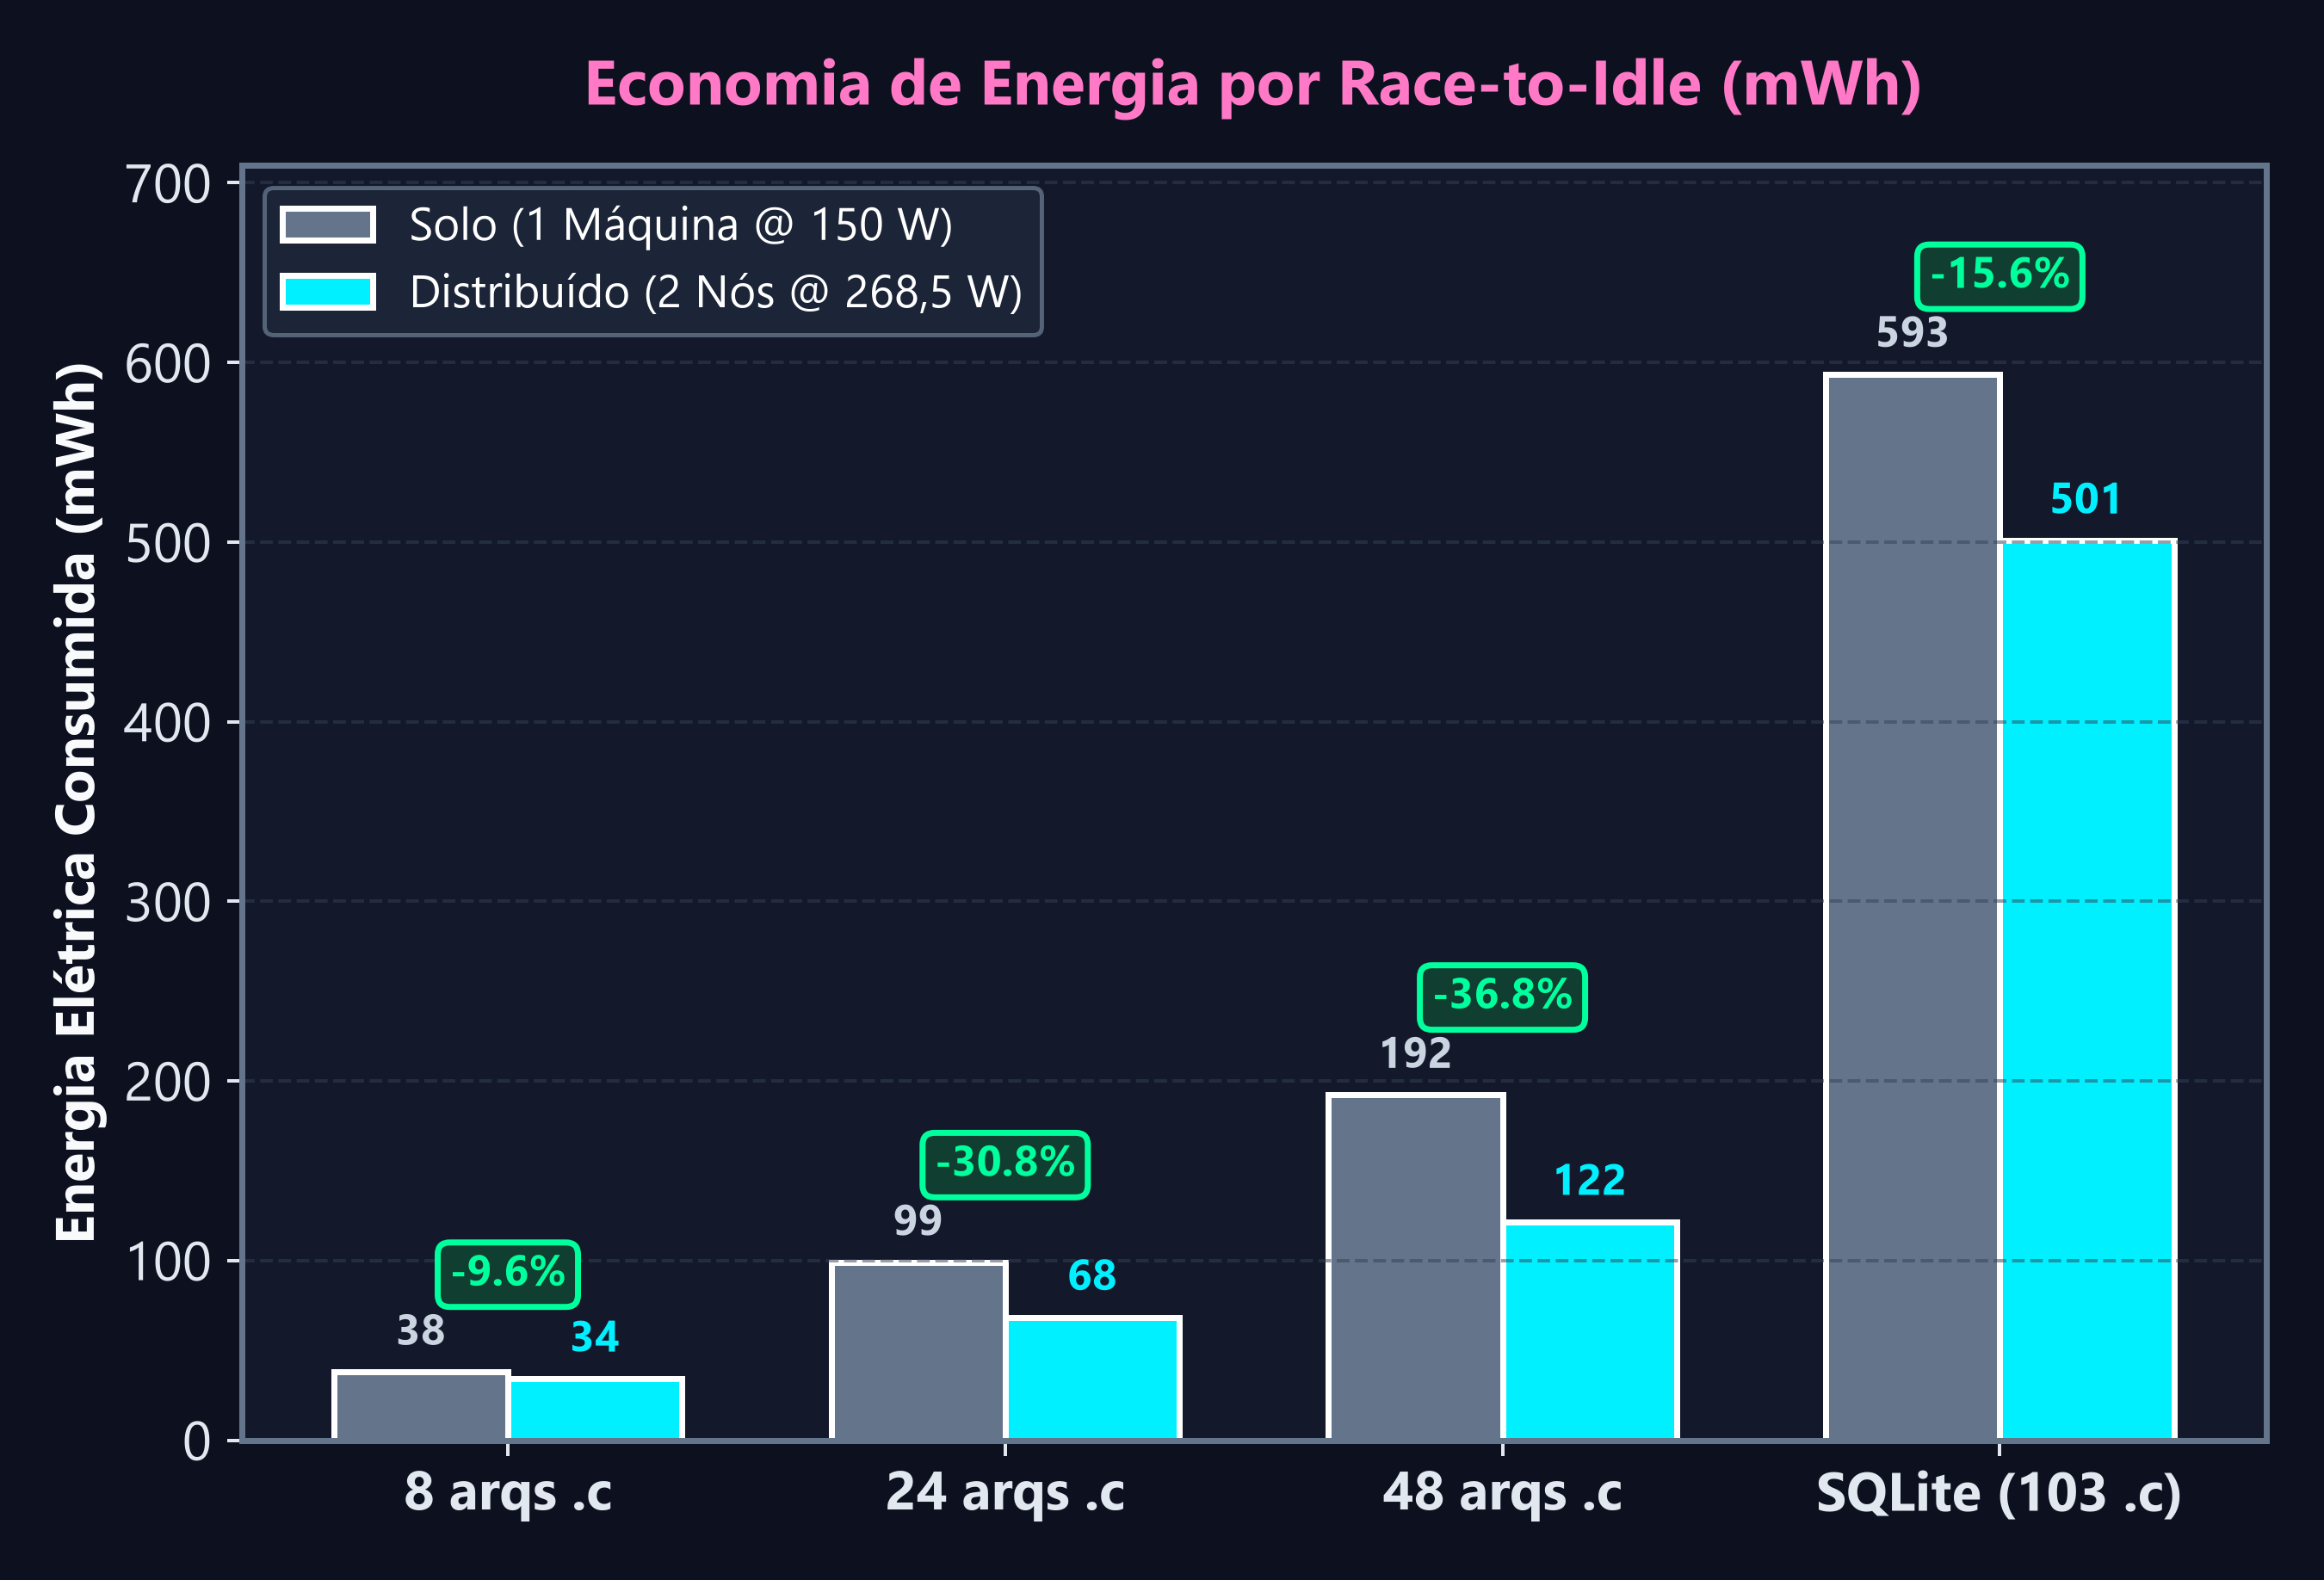 Economia de Energia por Race-to-Idle (mWh)
Energia Elétrica Consumida (mWh)
700
600
500
400
300
200
100
0
Solo (1 Máquina @ 150 W)
Distribuído (2 Nós @ 268,5 W)
-9.6%
38
34
-30.8%
99
68
-36.8%
192
122
-15.6%
593
501
8 arqs .c
24 arqs .c
48 arqs .c
SQLite (103 .c)